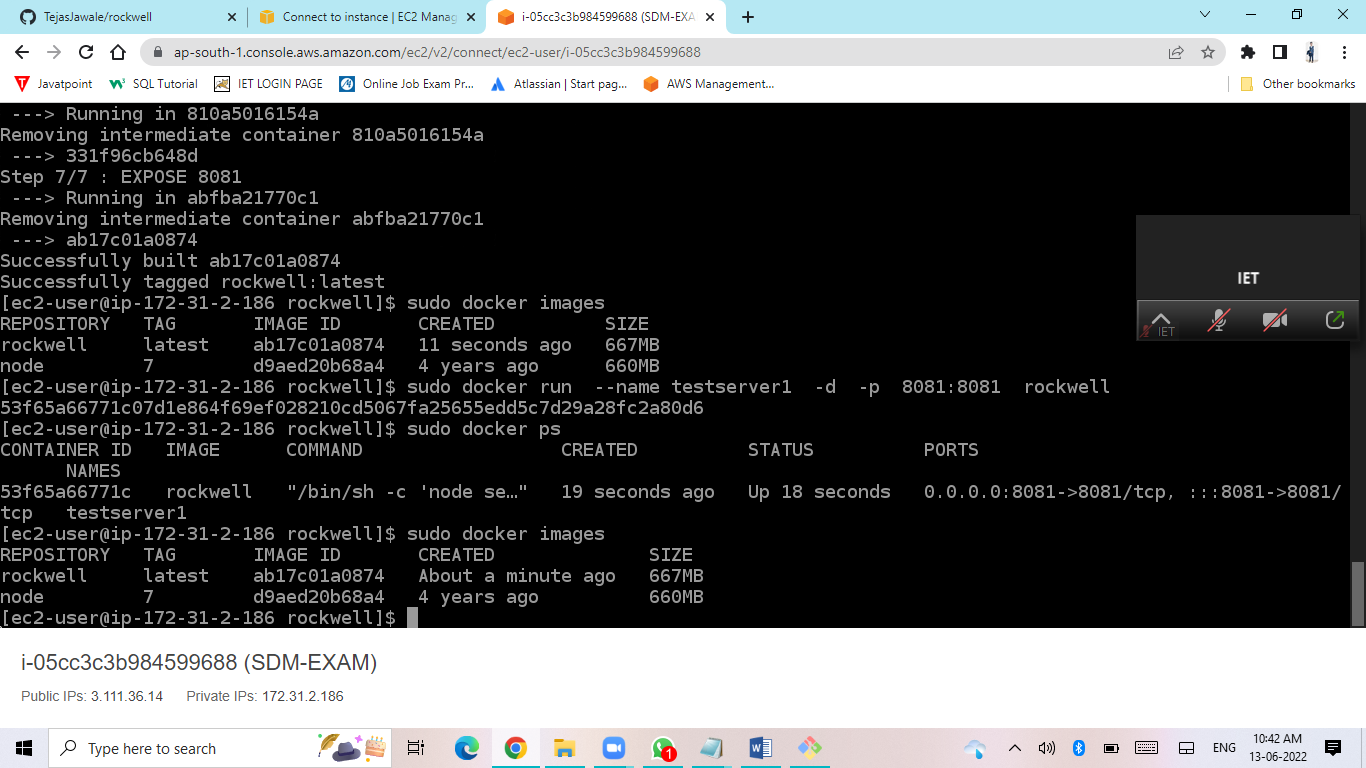 TejasJawale/rockwell
Connect to instance | EC2 Manag
i-05cc3c3b984599688 (SDM-EXA
ap-south-1.console.aws.amazon.com/ec2/v2/connect/ec2-user/i-05cc3c3b984599688
Javatpoint
SQL Tutorial
IET LOGIN PAGE
Online Job Exam Pr...
Atlassian | Start pag...
AWS Management...
Other bookmarks
---> Running in 810a5016154a
Removing intermediate container 810a5016154a
---> 331f96cb648d
Step 7/7 : EXPOSE 8081
---> Running in abfba21770c1
Removing intermediate container abfba21770c1
---> ab17c01a0874
Successfully built ab17c01a0874
Successfully tagged rockwell:latest
[ec2-user@ip-172-31-2-186 rockwell]$ sudo docker images
REPOSITORY   TAG       IMAGE ID       CREATED          SIZE
rockwell     latest    ab17c01a0874   11 seconds ago   667MB
node         7         d9aed20b68a4   4 years ago      660MB
[ec2-user@ip-172-31-2-186 rockwell]$ sudo docker run  --name testserver1  -d  -p  8081:8081  rockwell
53f65a66771c07d1e864f69ef028210cd5067fa25655edd5c7d29a28fc2a80d6
[ec2-user@ip-172-31-2-186 rockwell]$ sudo docker ps
CONTAINER ID   IMAGE      COMMAND                  CREATED          STATUS          PORTS
      NAMES
53f65a66771c   rockwell   "/bin/sh -c 'node se…"   19 seconds ago   Up 18 seconds   0.0.0.0:8081->8081/tcp, :::8081->8081/
tcp   testserver1
[ec2-user@ip-172-31-2-186 rockwell]$ sudo docker images
REPOSITORY   TAG       IMAGE ID       CREATED              SIZE
rockwell     latest    ab17c01a0874   About a minute ago   667MB
node         7         d9aed20b68a4   4 years ago          660MB
[ec2-user@ip-172-31-2-186 rockwell]$
IET
IET
i-05cc3c3b984599688 (SDM-EXAM)
Public IPs: 3.111.36.14 Private IPs: 172.31.2.186
Type here to search
1
ENG
10:42 AM
13-06-2022